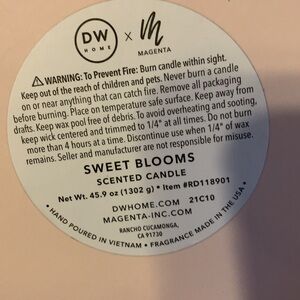 DW
HOME
x
M
MAGENTA
⚠ WARNING: To Prevent Fire: Burn candle within sight.
Keep out of the reach of children and pets. Never burn a candle
on or near anything that can catch fire. Remove all packaging
before burning. Place on temperature safe surface. Keep away from
drafts. Keep wax pool free of debris. To avoid overheating and sooting,
keep wick centered and trimmed to 1/4" at all times. Do not burn
more than 4 hours at a time. Discontinue use when 1/4" of wax
remains. Seller and manufacturer are not responsible for misuse.
SWEET BLOOMS
SCENTED CANDLE
Net Wt. 45.9 oz (1302 g) • Item #RD118901
DWHOME.COM 21C10
MAGENTA-INC.COM
RANCHO CUCAMONGA,
CA 91730
• HAND POURED IN VIETNAM • FRAGRANCE MADE IN THE USA •